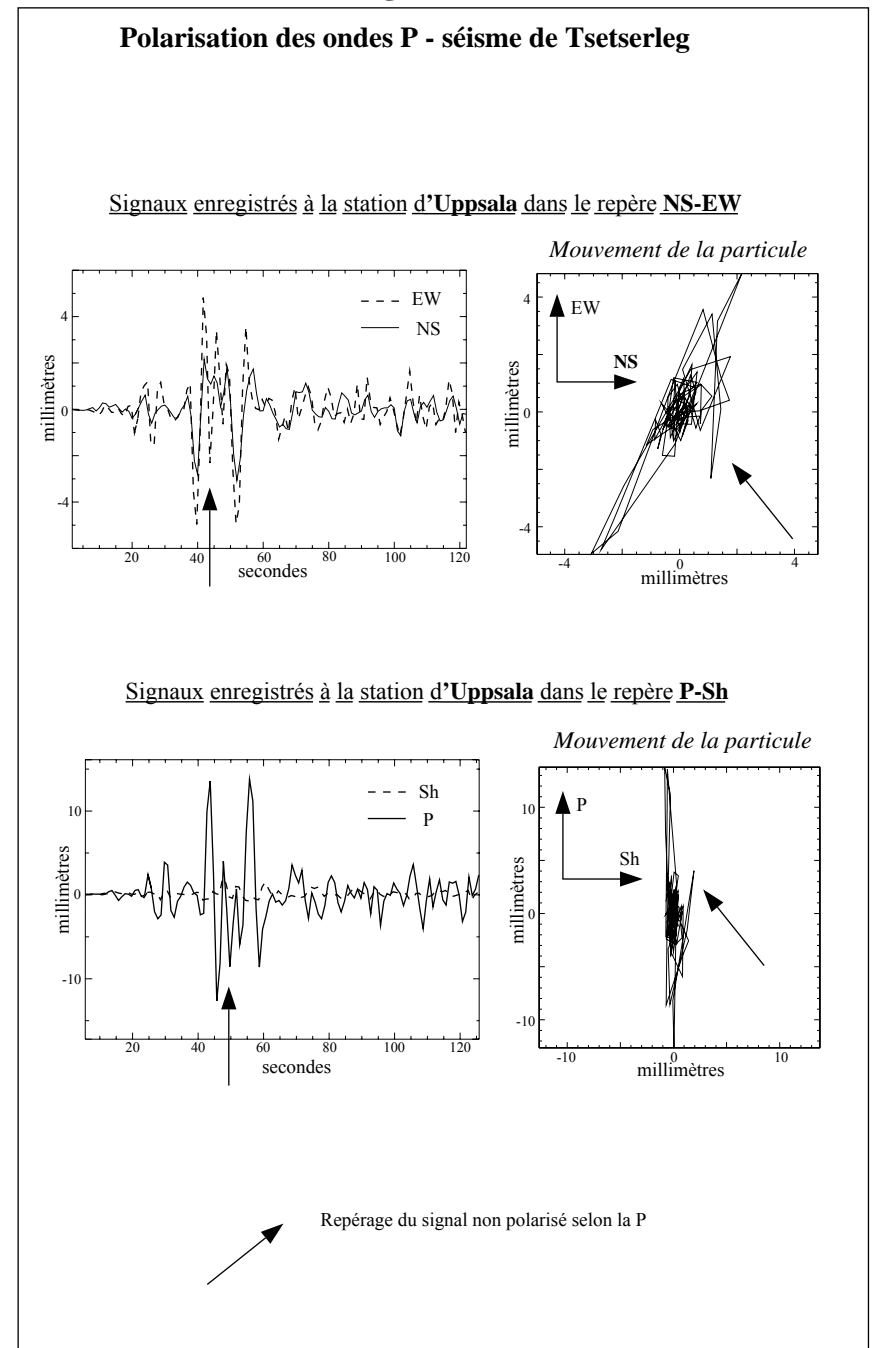 Polarisation des ondes P - séisme de Tsetserleg
Signaux enregistrés à la station d'Uppsala dans le repère NS-EW
Mouvement de la particule
EW
NS
4
0
-4
millimètres
20 40 60 80 100 120
secondes
EW
NS
4
0
-4
millimètres
-4 0 4
millimètres
Signaux enregistrés à la station d'Uppsala dans le repère P-Sh
Mouvement de la particule
Sh
P
10
0
-10
millimètres
20 40 60 80 100 120
secondes
P
Sh
10
0
-10
millimètres
-10 0 10
millimètres
Repérage du signal non polarisé selon la P